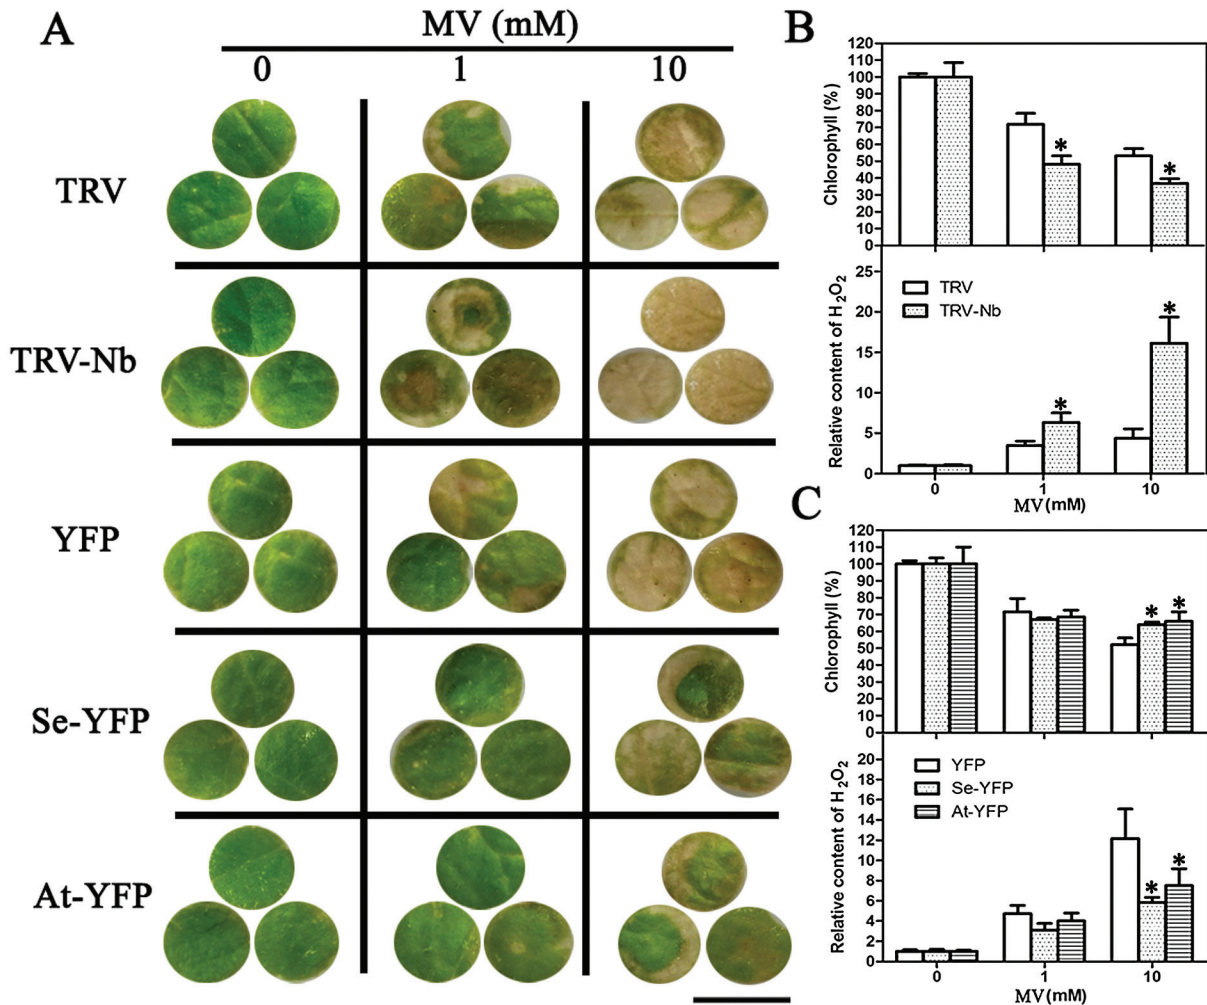 A
MV (mM)
0 1 10
TRV
TRV-Nb
YFP
Se-YFP
At-YFP
B
Chlorophyll (%)
120
110
100
90
80
70
60
50
40
30
20
10
0
* *
Relative content of H₂O₂
25
20
15
10
5
0
TRV
TRV-Nb
* *
0 1 10
MV (mM)
C
Chlorophyll (%)
120
110
100
90
80
70
60
50
40
30
20
10
0
* *
Relative content of H₂O₂
20
18
16
14
12
10
8
6
4
2
0
YFP
Se-YFP
At-YFP
* *
0 1 10
MV (mM)